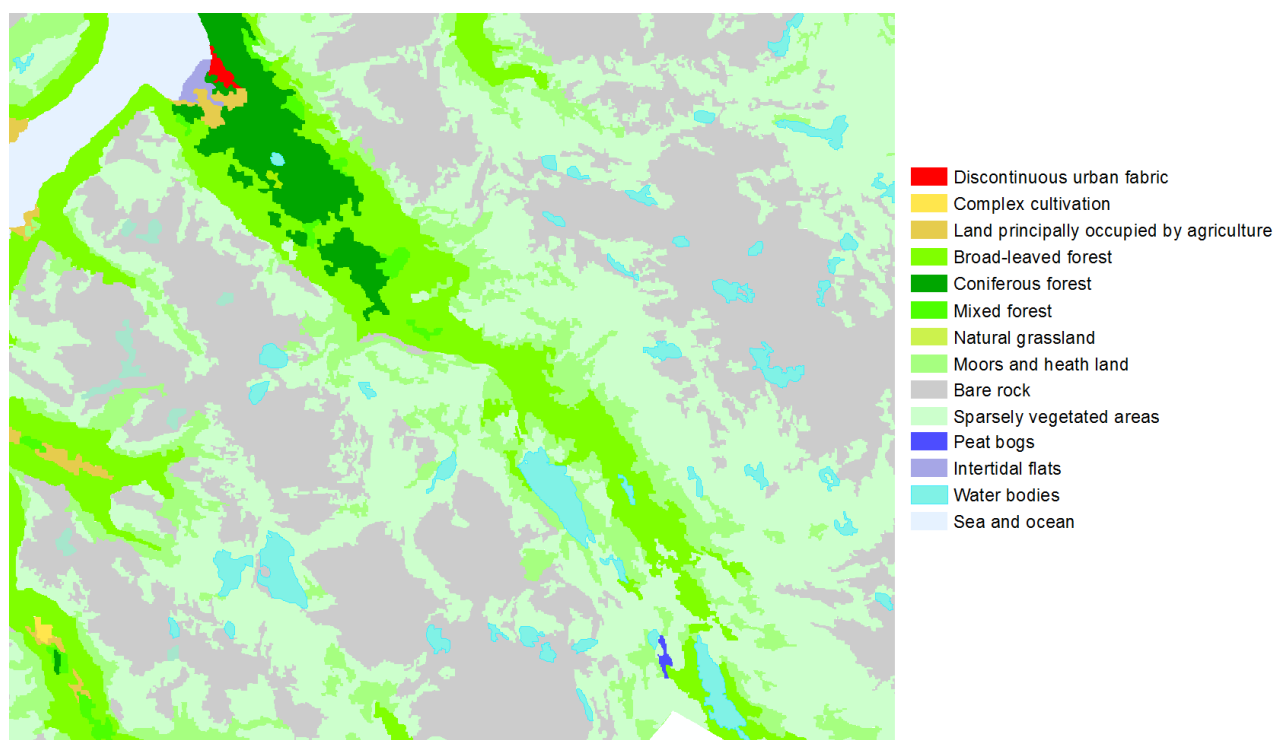 Discontinuous urban fabric
Complex cultivation
Land principally occupied by agriculture
Broad-leaved forest
Coniferous forest
Mixed forest
Natural grassland
Moors and heath land
Bare rock
Sparsely vegetated areas
Peat bogs
Intertidal flats
Water bodies
Sea and ocean